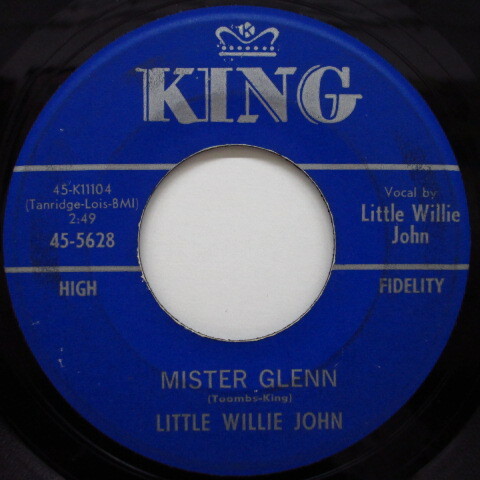 K
KING
45-K11104
(Tanridge-Lois-BMI)
2:49
45-5628
Vocal by
Little Willie
John
HIGH FIDELITY
MISTER GLENN
(Toombs-King)
LITTLE WILLIE JOHN